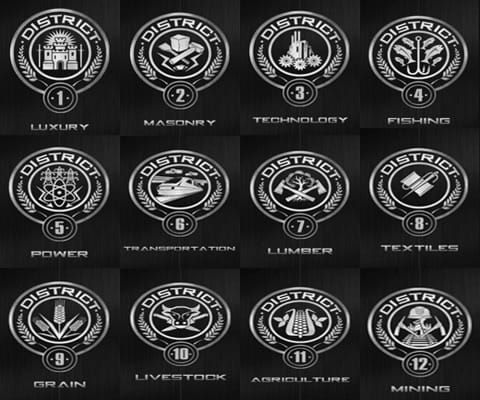 DISTRICT
· 1 ·
LUXURY
DISTRICT
· 2 ·
MASONRY
DISTRICT
· 3 ·
TECHNOLOGY
DISTRICT
· 4 ·
FISHING
DISTRICT
· 5 ·
POWER
DISTRICT
· 6 ·
TRANSPORTATION
DISTRICT
· 7 ·
LUMBER
DISTRICT
· 8 ·
TEXTILES
DISTRICT
· 9 ·
GRAIN
DISTRICT
· 10 ·
LIVESTOCK
DISTRICT
· 11 ·
AGRICULTURE
DISTRICT
· 12 ·
MINING